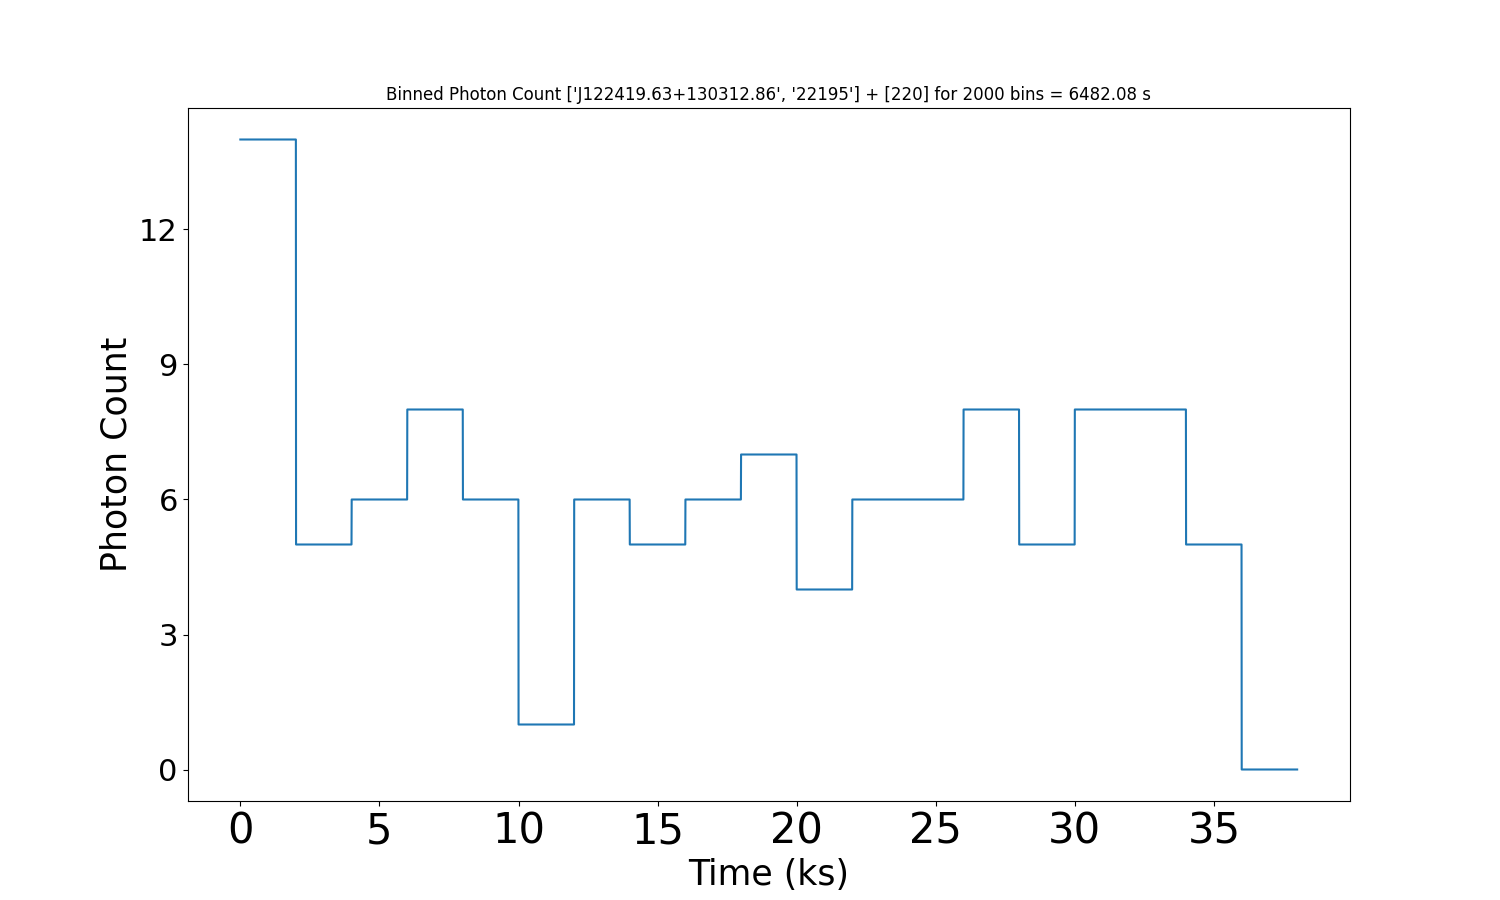 Binned Photon Count ['J122419.63+130312.86', '22195'] + [220] for 2000 bins = 6482.08 s
12
9
6
3
0
Photon Count
0 5 10 15 20 25 30 35
Time (ks)